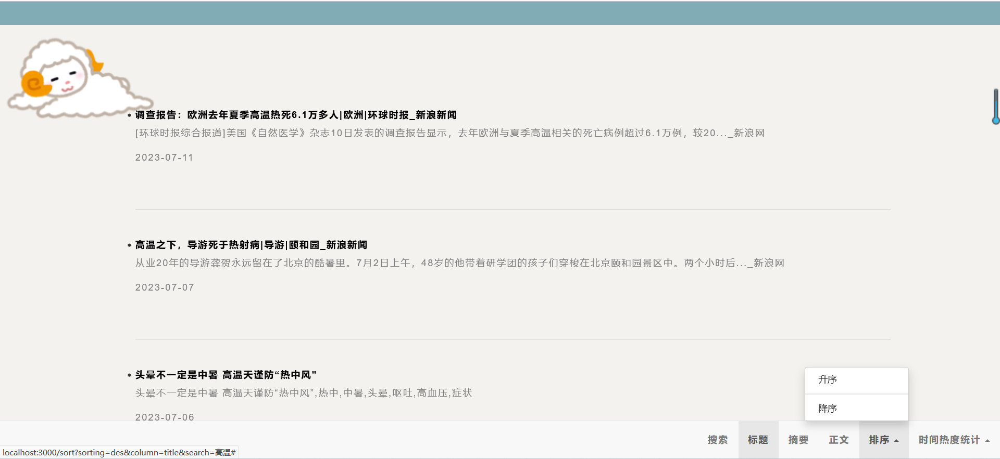 调查报告：欧洲去年夏季高温热死6.1万多人|欧洲|环球时报_新浪新闻
[环球时报综合报道]美国《自然医学》杂志10日发表的调查报告显示，去年欧洲与夏季高温相关的死亡病例超过6.1万例，较20..._新浪网
2023-07-11
高温之下，导游死于热射病|导游|颐和园_新浪新闻
从业20年的导游龚贺永远留在了北京的酷暑里。7月2日上午，48岁的他带着研学团的孩子们穿梭在北京颐和园景区中。两个小时后..._新浪网
2023-07-07
头晕不一定是中暑 高温天谨防“热中风”
头晕不一定是中暑 高温天谨防“热中风”,热中,中暑,头晕,呕吐,高血压,症状
2023-07-06
升序
降序
搜索 标题 摘要 正文 排序 时间热度统计
localhost:3000/sort?sorting=des&column=title&search=高温#